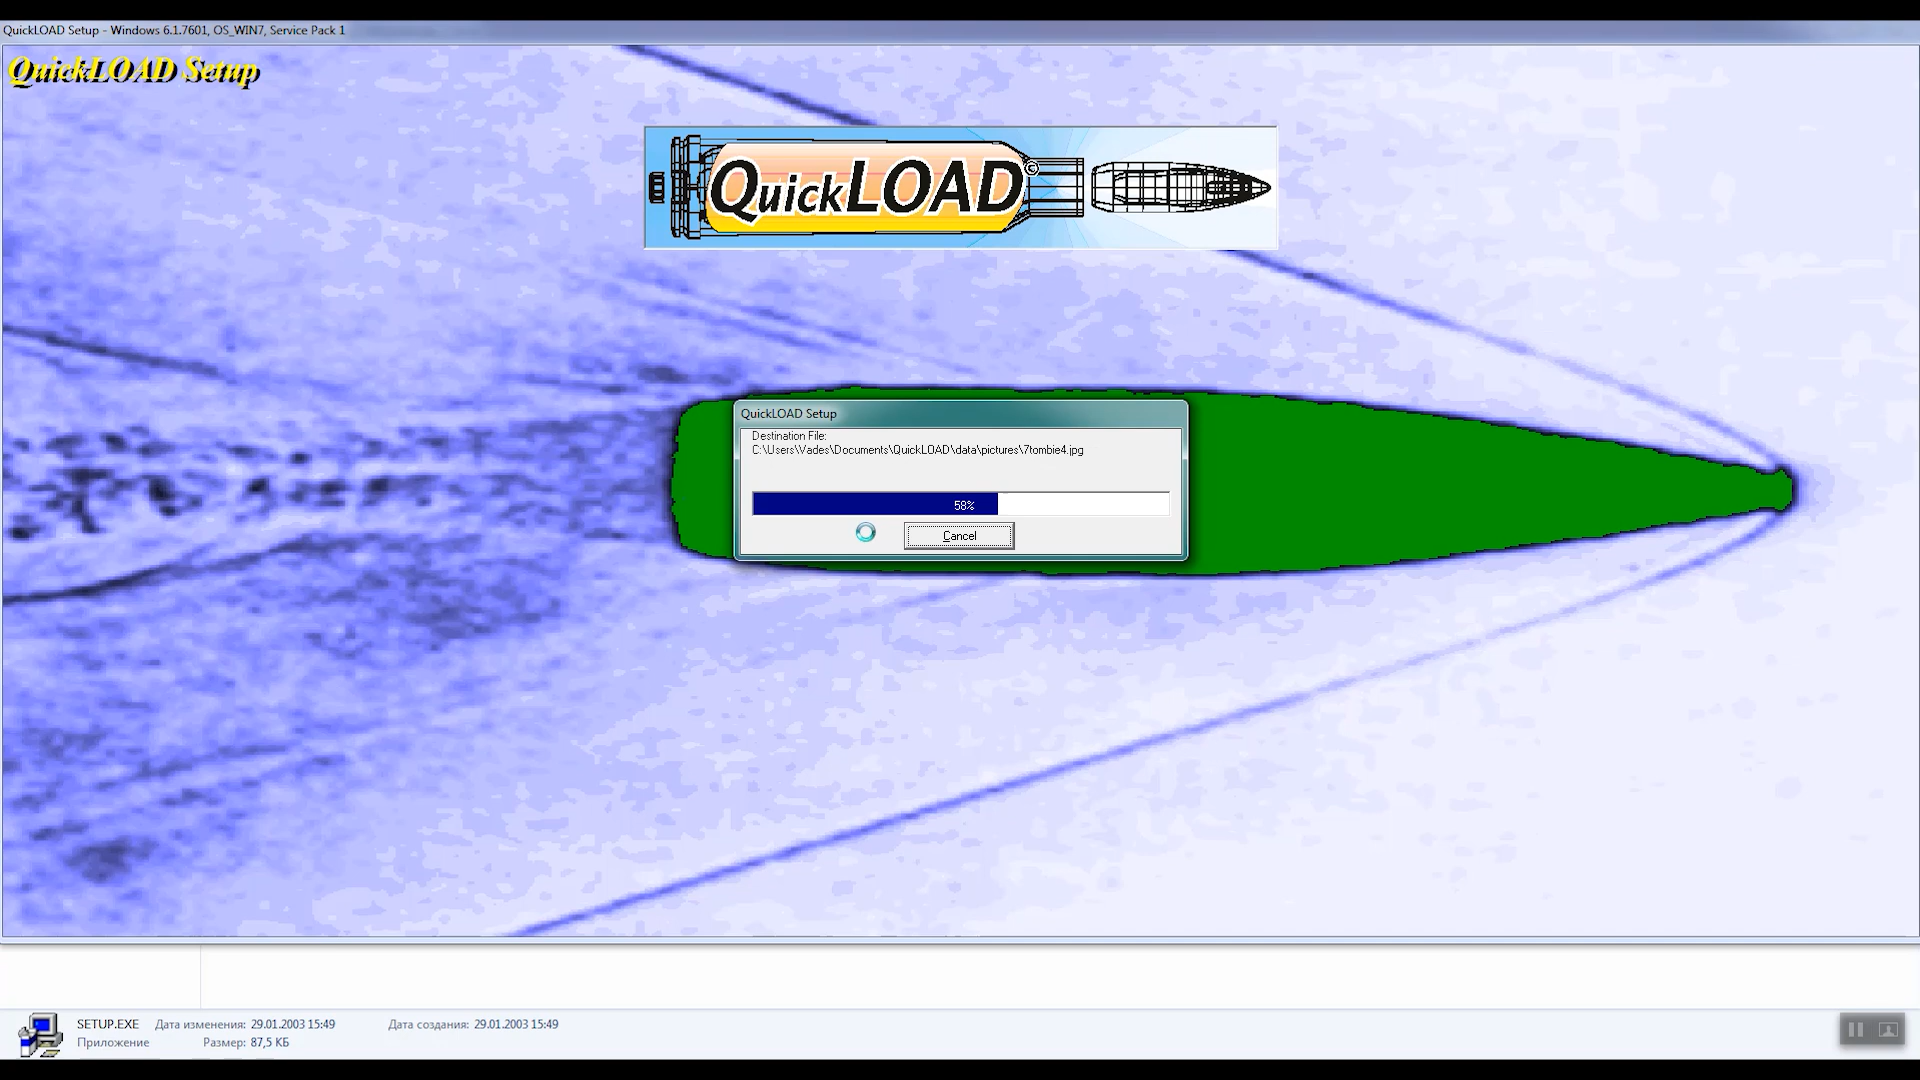 QuickLOAD Setup - Windows 6.1.7601, OS_WIN7, Service Pack 1
QuickLOAD Setup
QuickLOAD©
QuickLOAD Setup
Destination File:
C:\Users\Vades\Documents\QuickLOAD\data\pictures\7tombie4.jpg
58%
Cancel
SETUP.EXE Дата изменения: 29.01.2003 15:49 Дата создания: 29.01.2003 15:49
Приложение Размер: 87,5 КБ